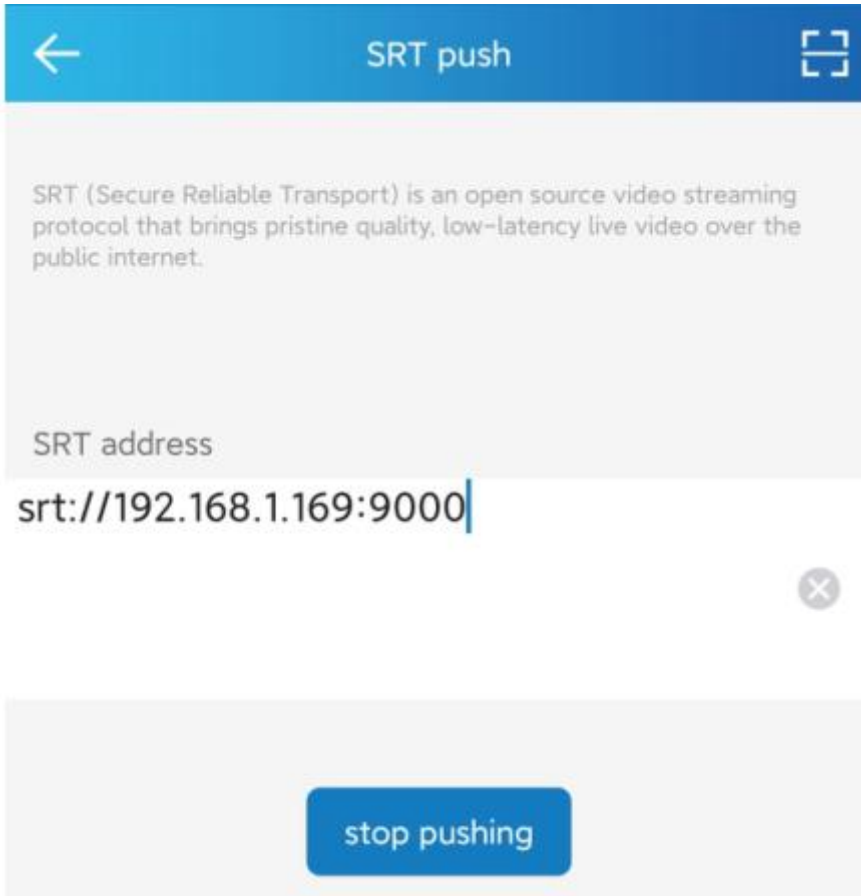 SRT push
SRT (Secure Reliable Transport) is an open source video streaming
protocol that brings pristine quality, low-latency live video over the
public internet.
SRT address
srt://192.168.1.169:9000
stop pushing